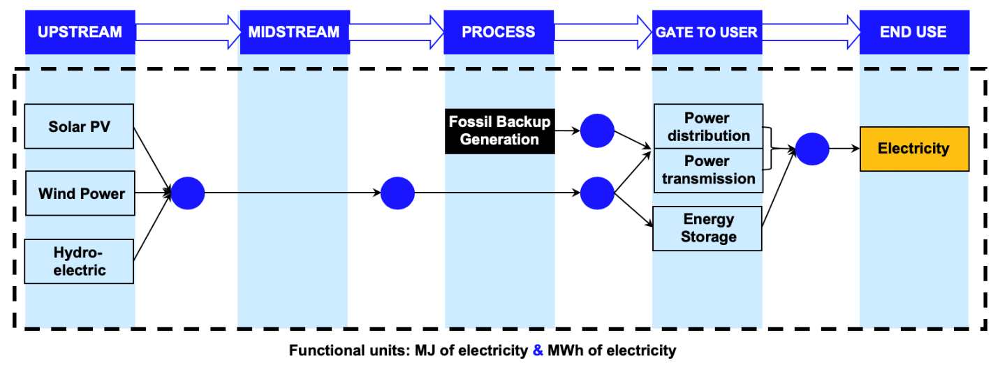 UPSTREAM
MIDSTREAM
PROCESS
GATE TO USER
END USE
Solar PV
Wind Power
Hydro-
electric
Fossil Backup
Generation
Power
distribution
Power
transmission
Energy
Storage
Electricity
Functional units: MJ of electricity & MWh of electricity